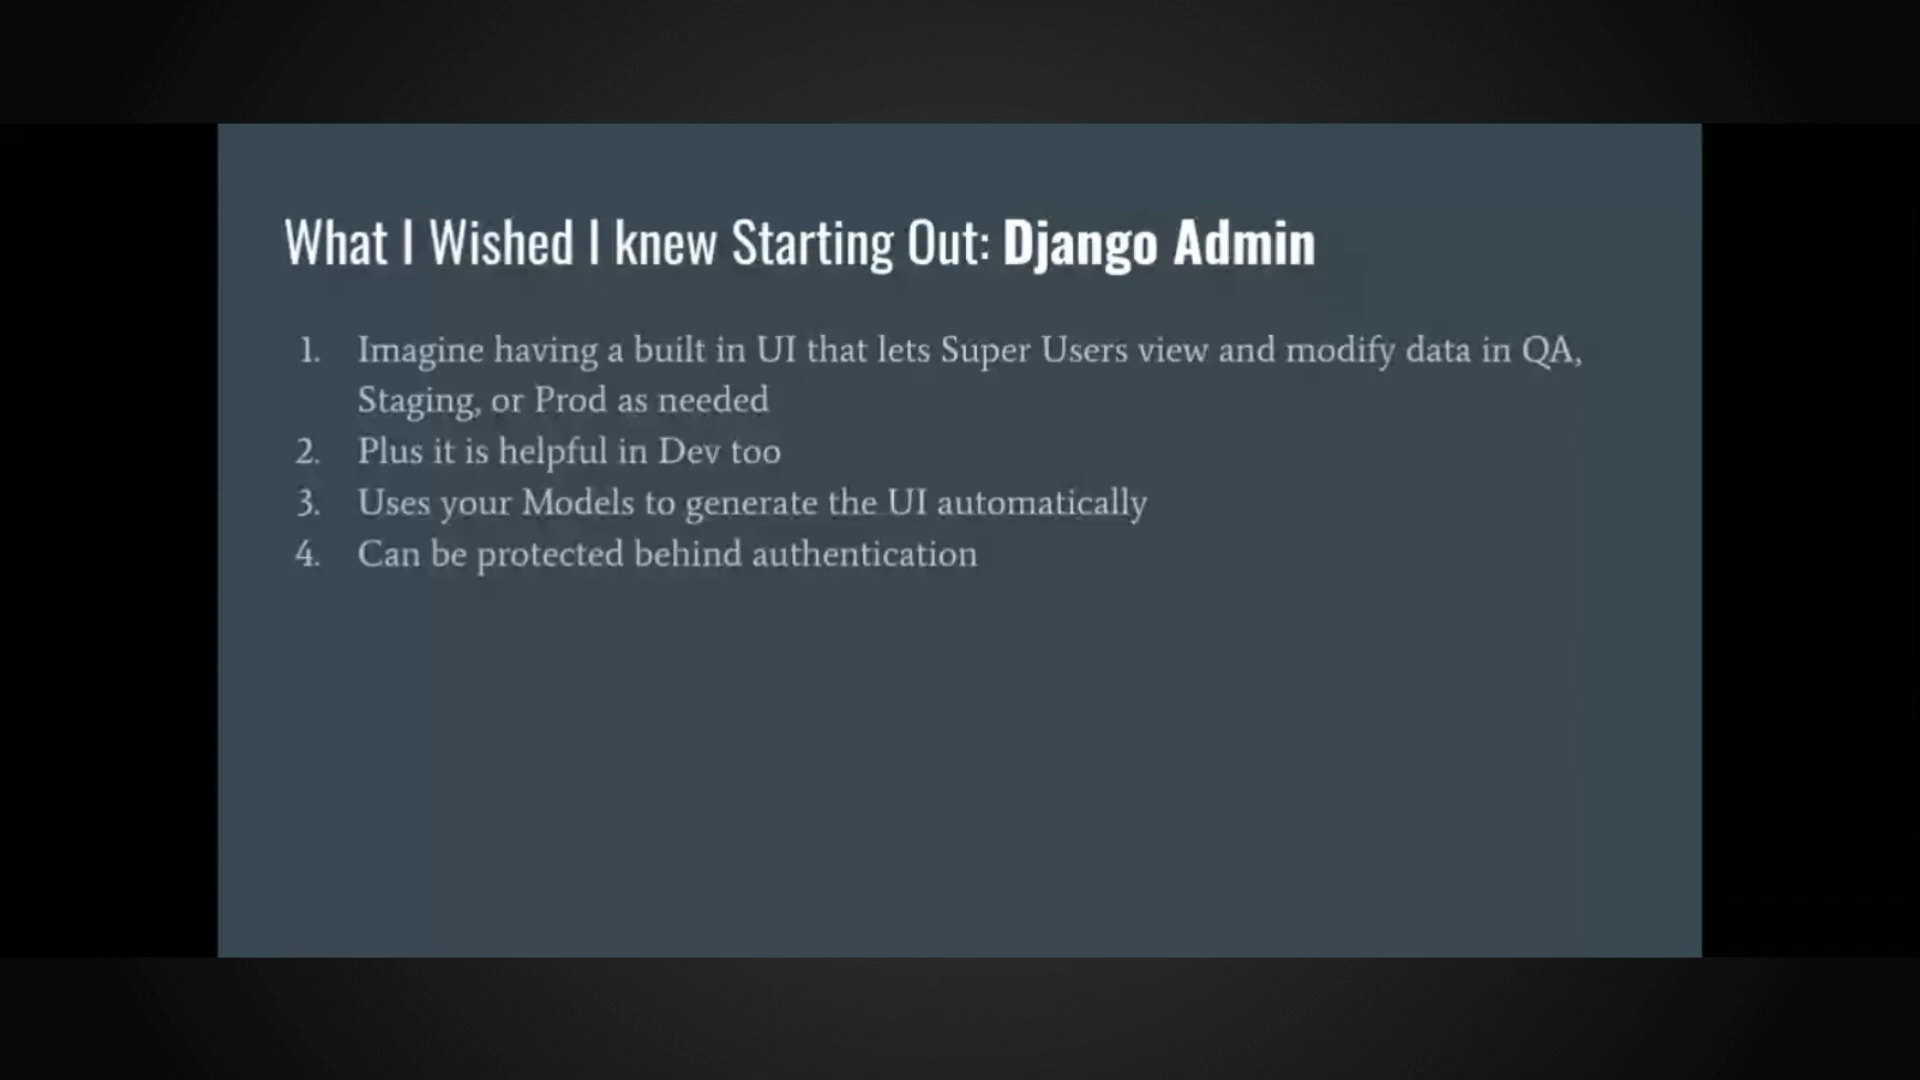 What I Wished I knew Starting Out: Django Admin
1. Imagine having a built in UI that lets Super Users view and modify data in QA,
Staging, or Prod as needed
2. Plus it is helpful in Dev too
3. Uses your Models to generate the UI automatically
4. Can be protected behind authentication